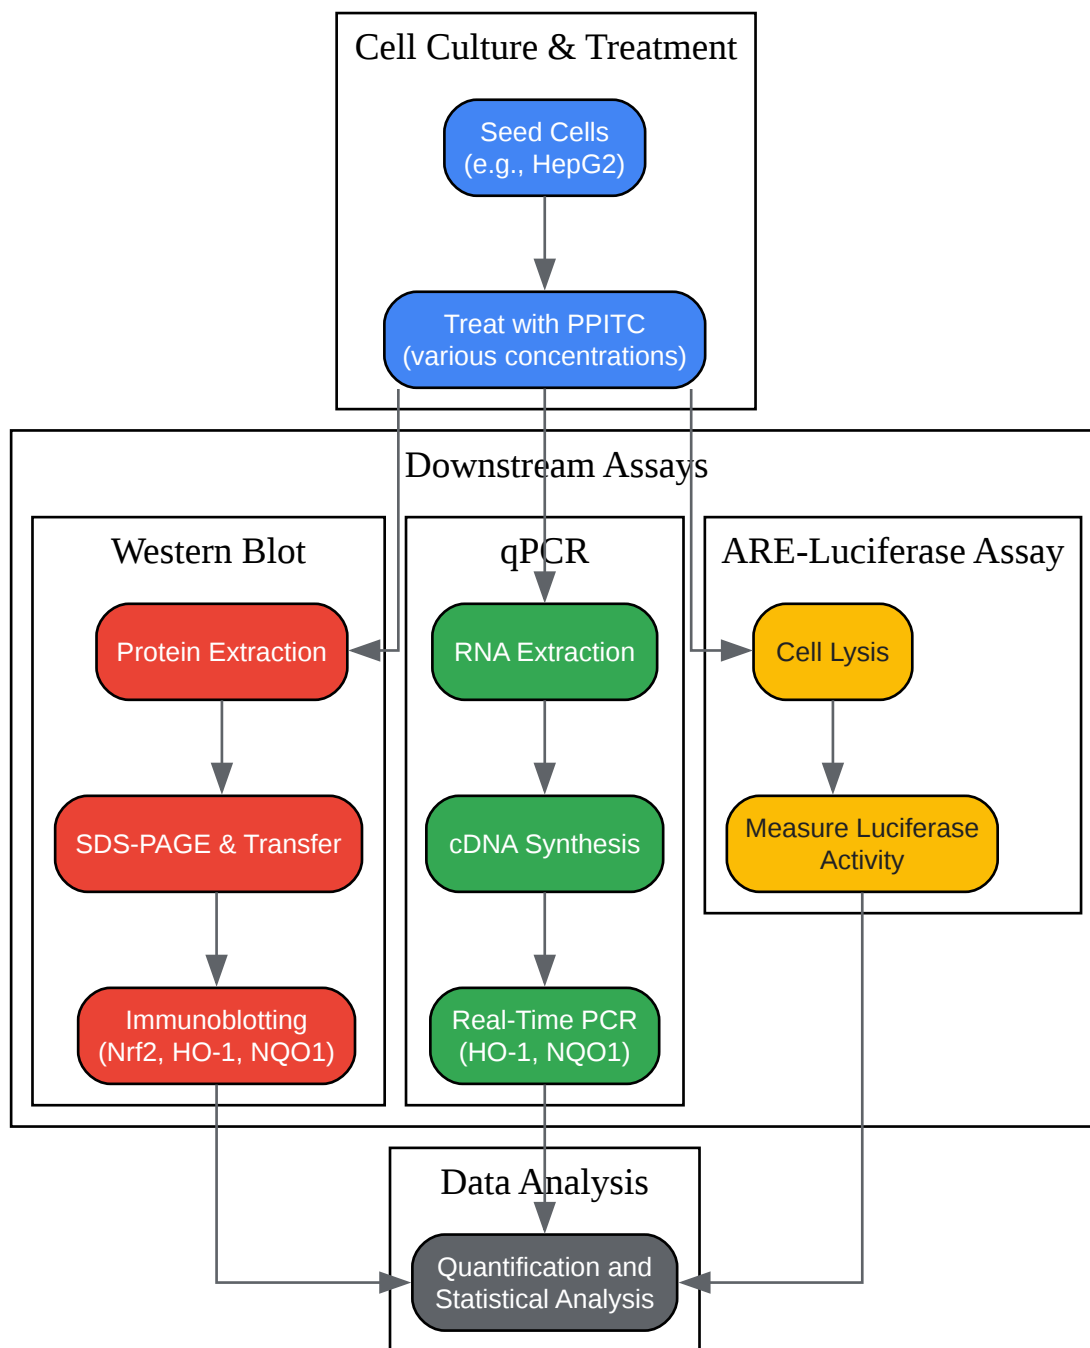 Cell Culture & Treatment
Seed Cells
(e.g., HepG2)
Treat with PPITC
(various concentrations)
Downstream Assays
Western Blot
Protein Extraction
SDS-PAGE & Transfer
Immunoblotting
(Nrf2, HO-1, NQO1)
qPCR
RNA Extraction
cDNA Synthesis
Real-Time PCR
(HO-1, NQO1)
ARE-Luciferase Assay
Cell Lysis
Measure Luciferase
Activity
Data Analysis
Quantification and
Statistical Analysis